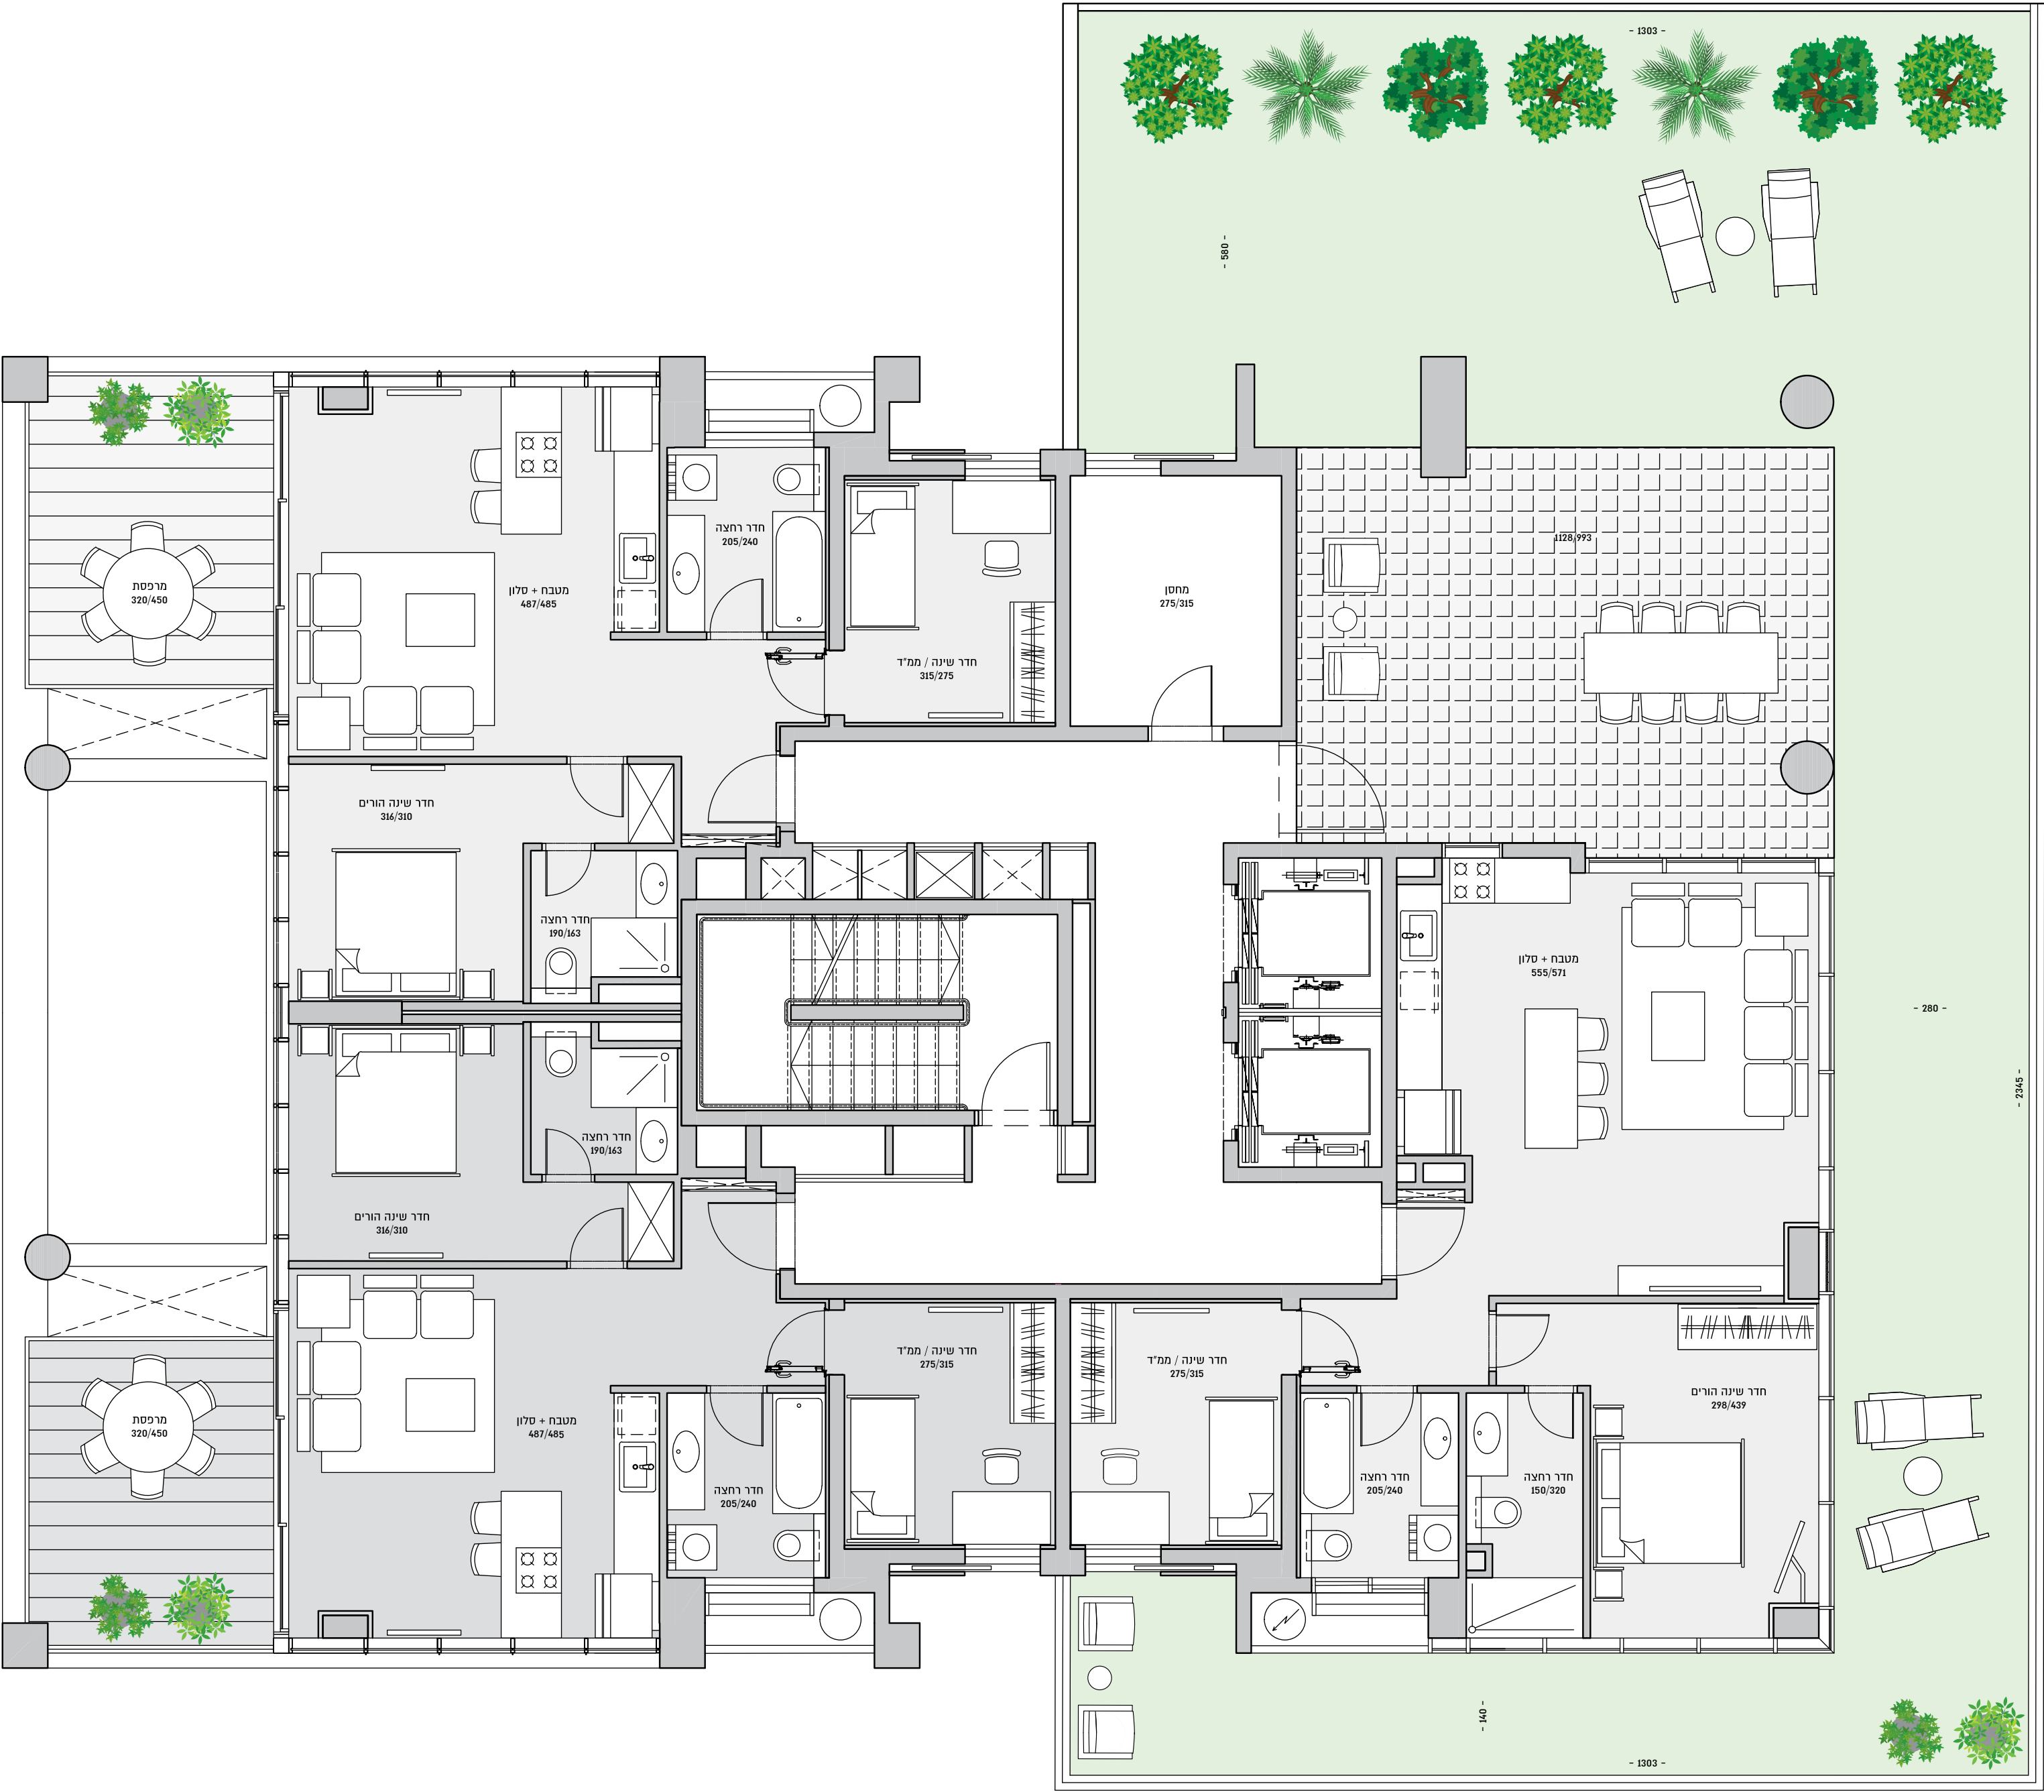 - 1303 -
- 580 -
חדר רחצה
205/240
1128/993
מרפסת
320/450
מטבח + סלון
487/485
מחסן
275/315
חדר שינה / ממ"ד
315/275
חדר שינה הורים
316/310
חדר רחצה
190/163
מטבח + סלון
555/571
- 280 -
- 2345 -
חדר רחצה
190/163
חדר שינה הורים
316/310
חדר שינה / ממ"ד
275/315
חדר שינה / ממ"ד
275/315
חדר שינה הורים
298/439
מרפסת
320/450
מטבח + סלון
487/485
חדר רחצה
205/240
חדר רחצה
205/240
חדר רחצה
150/320
- 140 -
- 1303 -